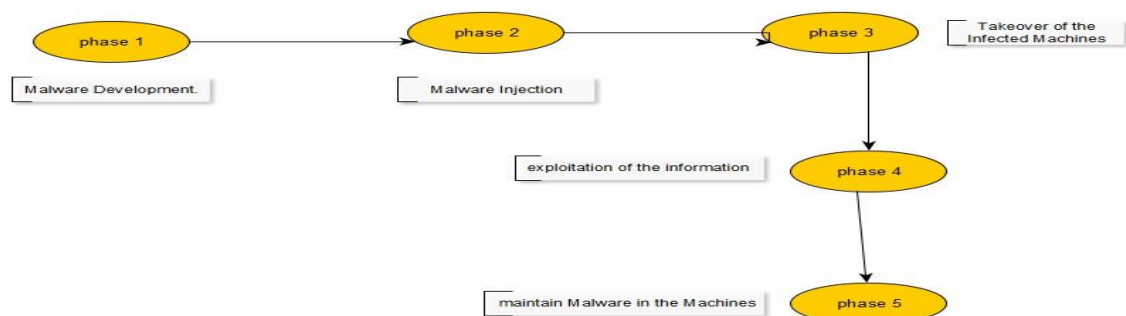 phase 1
phase 2
phase 3
Takeover of the
Infected Machines
Malware Development.
Malware Injection
exploitation of the information
phase 4
maintain Malware in the Machines
phase 5